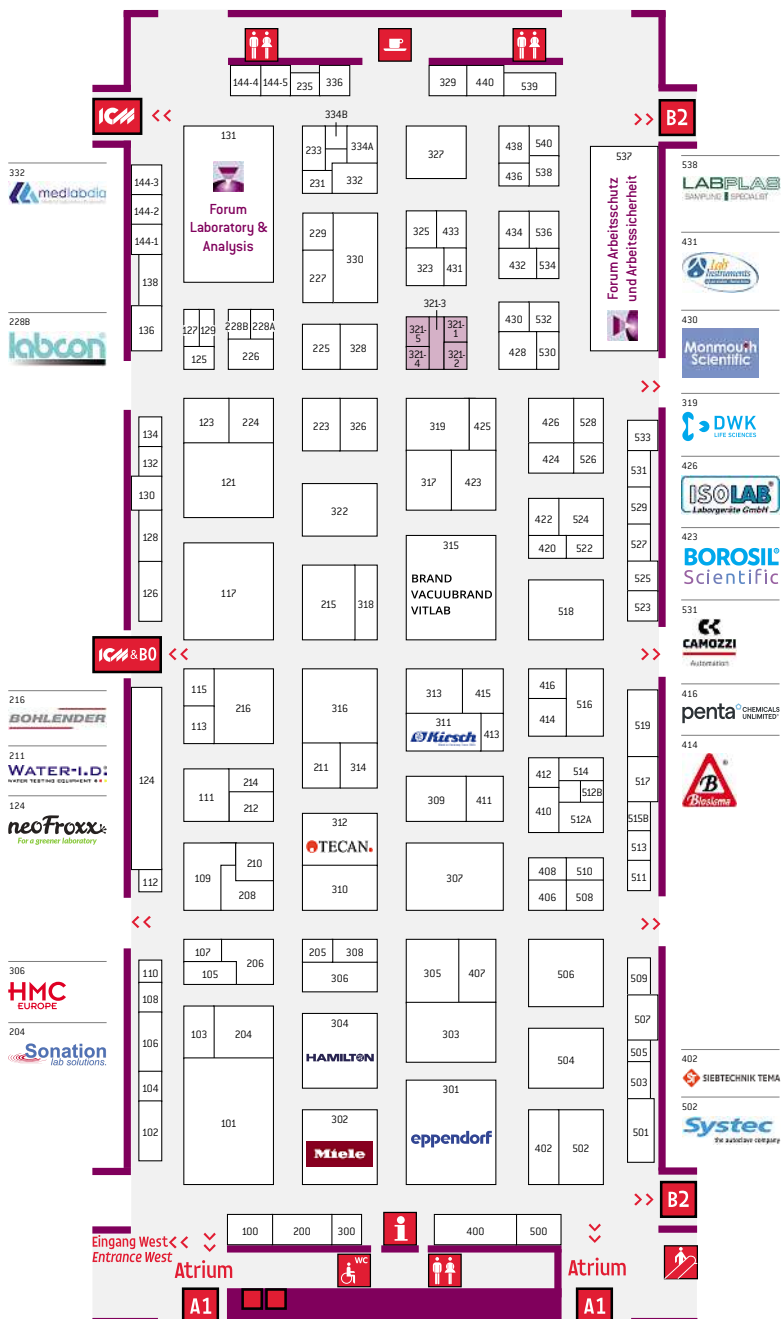 144-4 144-5 235 336
329 440 539
ICM
B2
131
Forum
Laboratory &
Analysis
334B
233 334A
231 332
327
438 540
436 538
537
Forum Arbeitsschutz
und Arbeitssicherheit
332
medlabdia
144-3
144-2
144-1
138
136
229
227
330
325 433
323 431
434 536
432 534
538
LABPLAS
SAMPLING SPECIALIST
431
Lab
Instruments
228B
labcon
127 129
125
228B 228A
226
225 328
321-3
321-5
321-1
321-4
321-2
430 532
428 530
430
Monmouth
Scientific
134
132
130
128
126
123 224
121
223 326
322
319 425
317 423
426 528
424 526
422 524
420 522
533
531
529
527
525
523
319
DWK
LIFE SCIENCES
426
ISOLAB
Laborgeräte GmbH
423
BOROSIL
Scientific
117
215 318
315
BRAND
VACUUBRAND
VITLAB
518
531
CAMOZZI
Automation
ICM & B0
115
113
216
316
211 314
313 415
311
Kirsch
413
416
414
516
519
517
515B
513
511
416
penta CHEMICALS
UNLIMITED
414
B
Biosigma
216
BOHLENDER
211
WATER-I.D.
WATER TESTING EQUIPMENT
124
neoFroxx
For a greener laboratory
124
112
111
214
212
312
TECAN.
310
309 411
412 514
410
512B
512A
109
210
208
307
408 510
406 508
110
108
106
104
102
107
105
206
205 308
306
305 407
303
506
509
507
505
503
501
306
HMC
EUROPE
204
Sonation
lab solutions.
103 204
101
304
HAMILTON
302
Miele
301
eppendorf
504
402 502
402
SIEBTECHNIK TEMA
502
Systec
the autoclave company
B2
100 200 300
400 500
Eingang West
Entrance West
WC
Atrium
Atrium
A1
A1